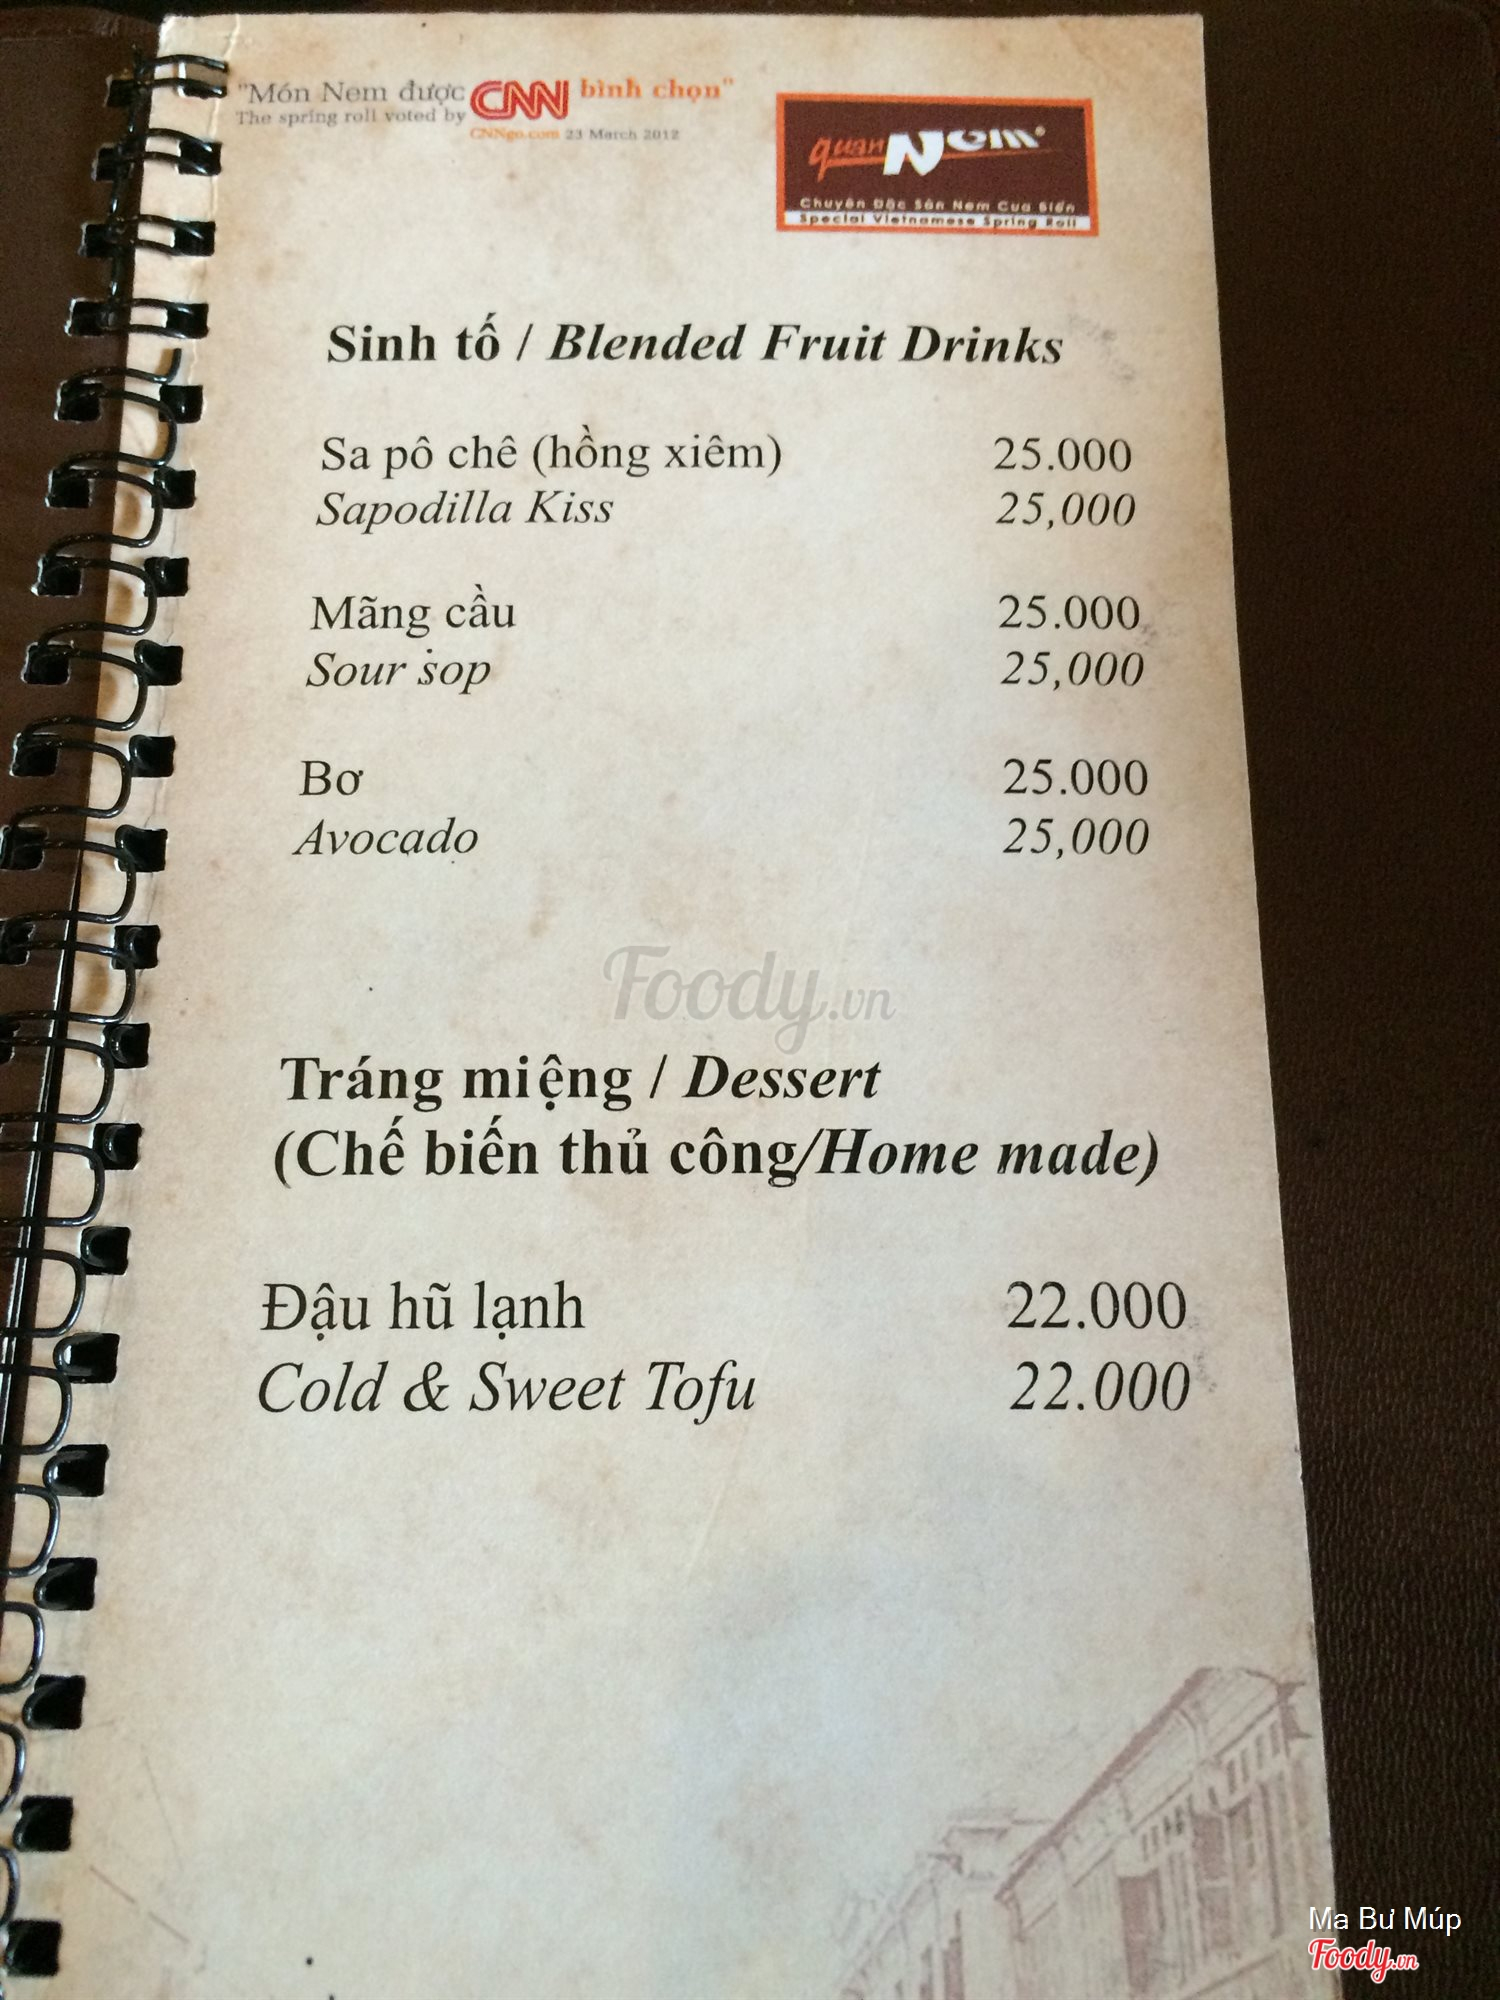 "Món Nem được CNN bình chọn"
The spring roll voted by
CNNgo.com 23 March 2012
quán Nem®
Chuyên Đặc Sản Nem Cua Biển
Special Vietnamese Spring Roll
Sinh tố / Blended Fruit Drinks
Sa pô chê (hồng xiêm) 25.000
Sapodilla Kiss 25,000
Mãng cầu 25.000
Sour sop 25,000
Bơ 25.000
Avocado 25,000
Foody.vn
Tráng miệng / Dessert
(Chế biến thủ công/Home made)
Đậu hũ lạnh 22.000
Cold & Sweet Tofu 22.000
Ma Bư Múp
Foody.vn